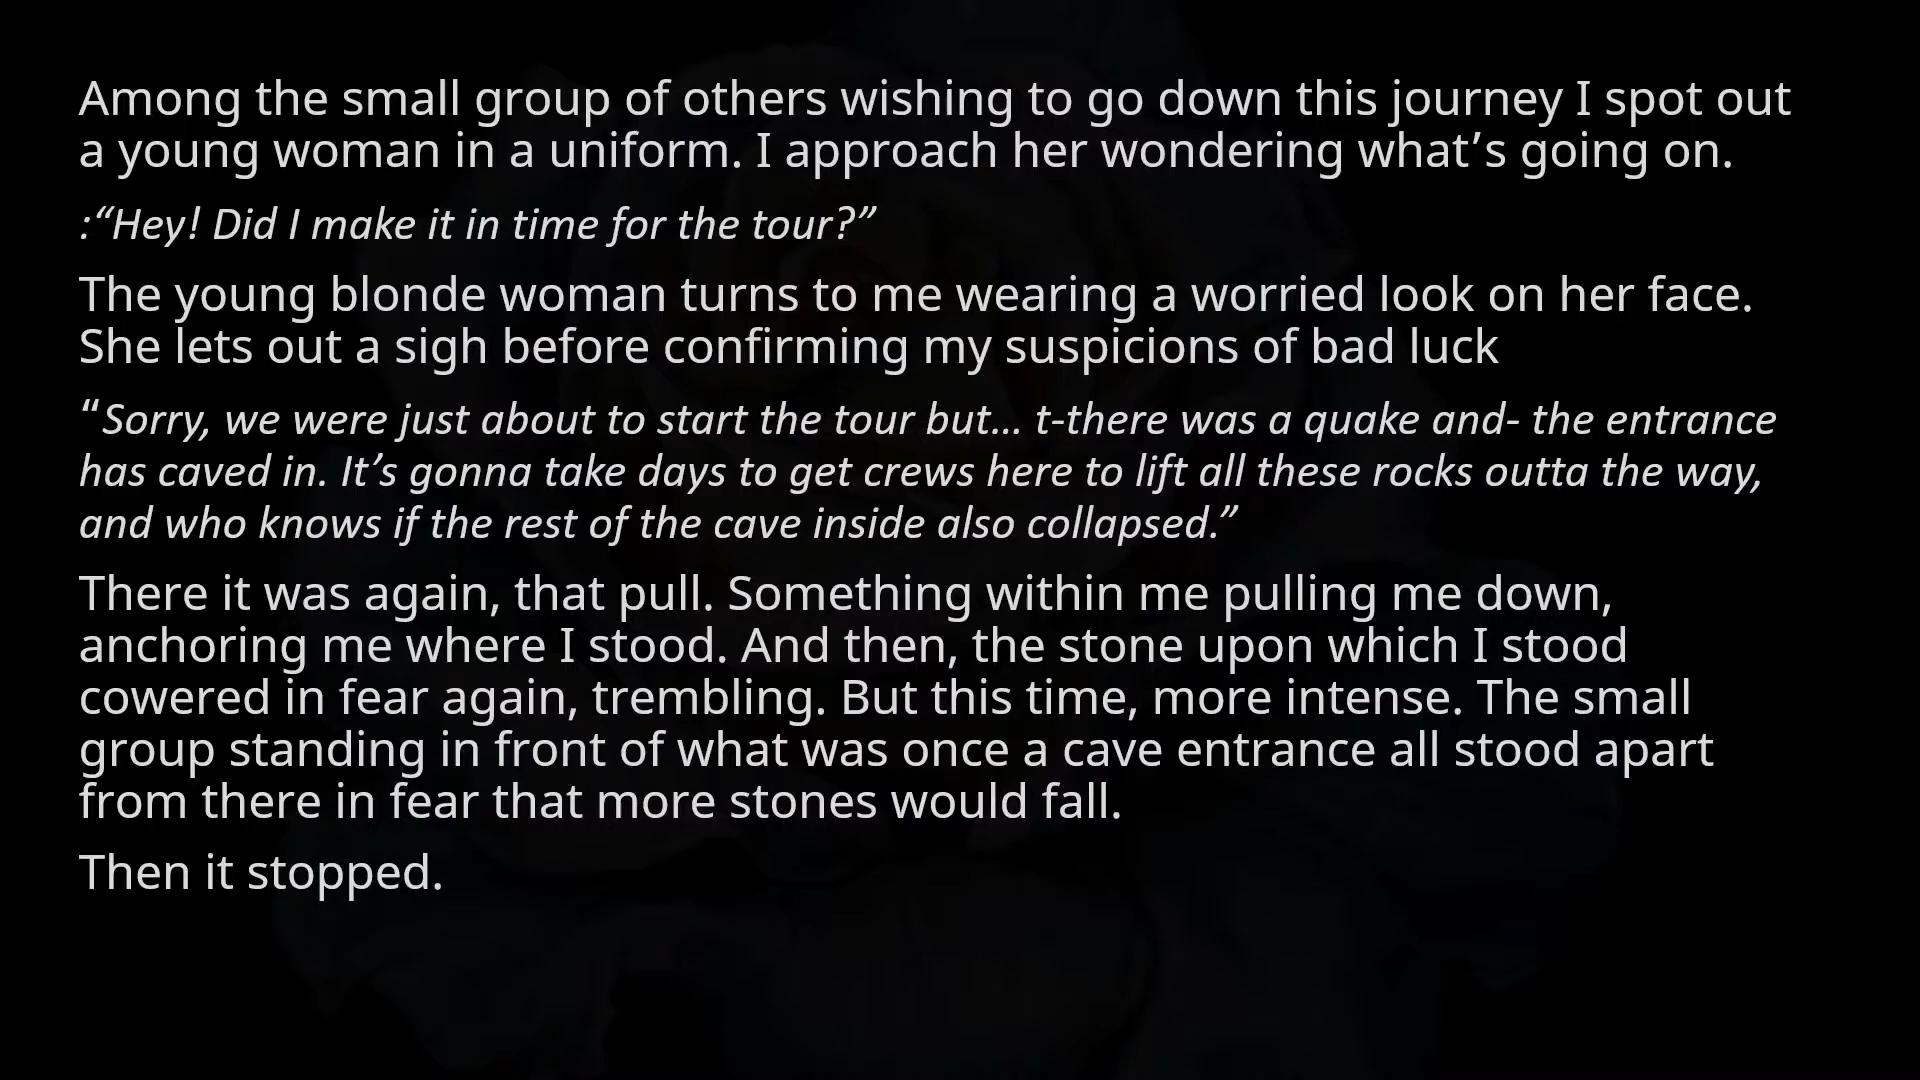 Among the small group of others wishing to go down this journey I spot out
a young woman in a uniform. I approach her wondering what’s going on.
:“Hey! Did I make it in time for the tour?”
The young blonde woman turns to me wearing a worried look on her face.
She lets out a sigh before confirming my suspicions of bad luck
“Sorry, we were just about to start the tour but… t-there was a quake and- the entrance
has caved in. It’s gonna take days to get crews here to lift all these rocks outta the way,
and who knows if the rest of the cave inside also collapsed.”
There it was again, that pull. Something within me pulling me down,
anchoring me where I stood. And then, the stone upon which I stood
cowered in fear again, trembling. But this time, more intense. The small
group standing in front of what was once a cave entrance all stood apart
from there in fear that more stones would fall.
Then it stopped.